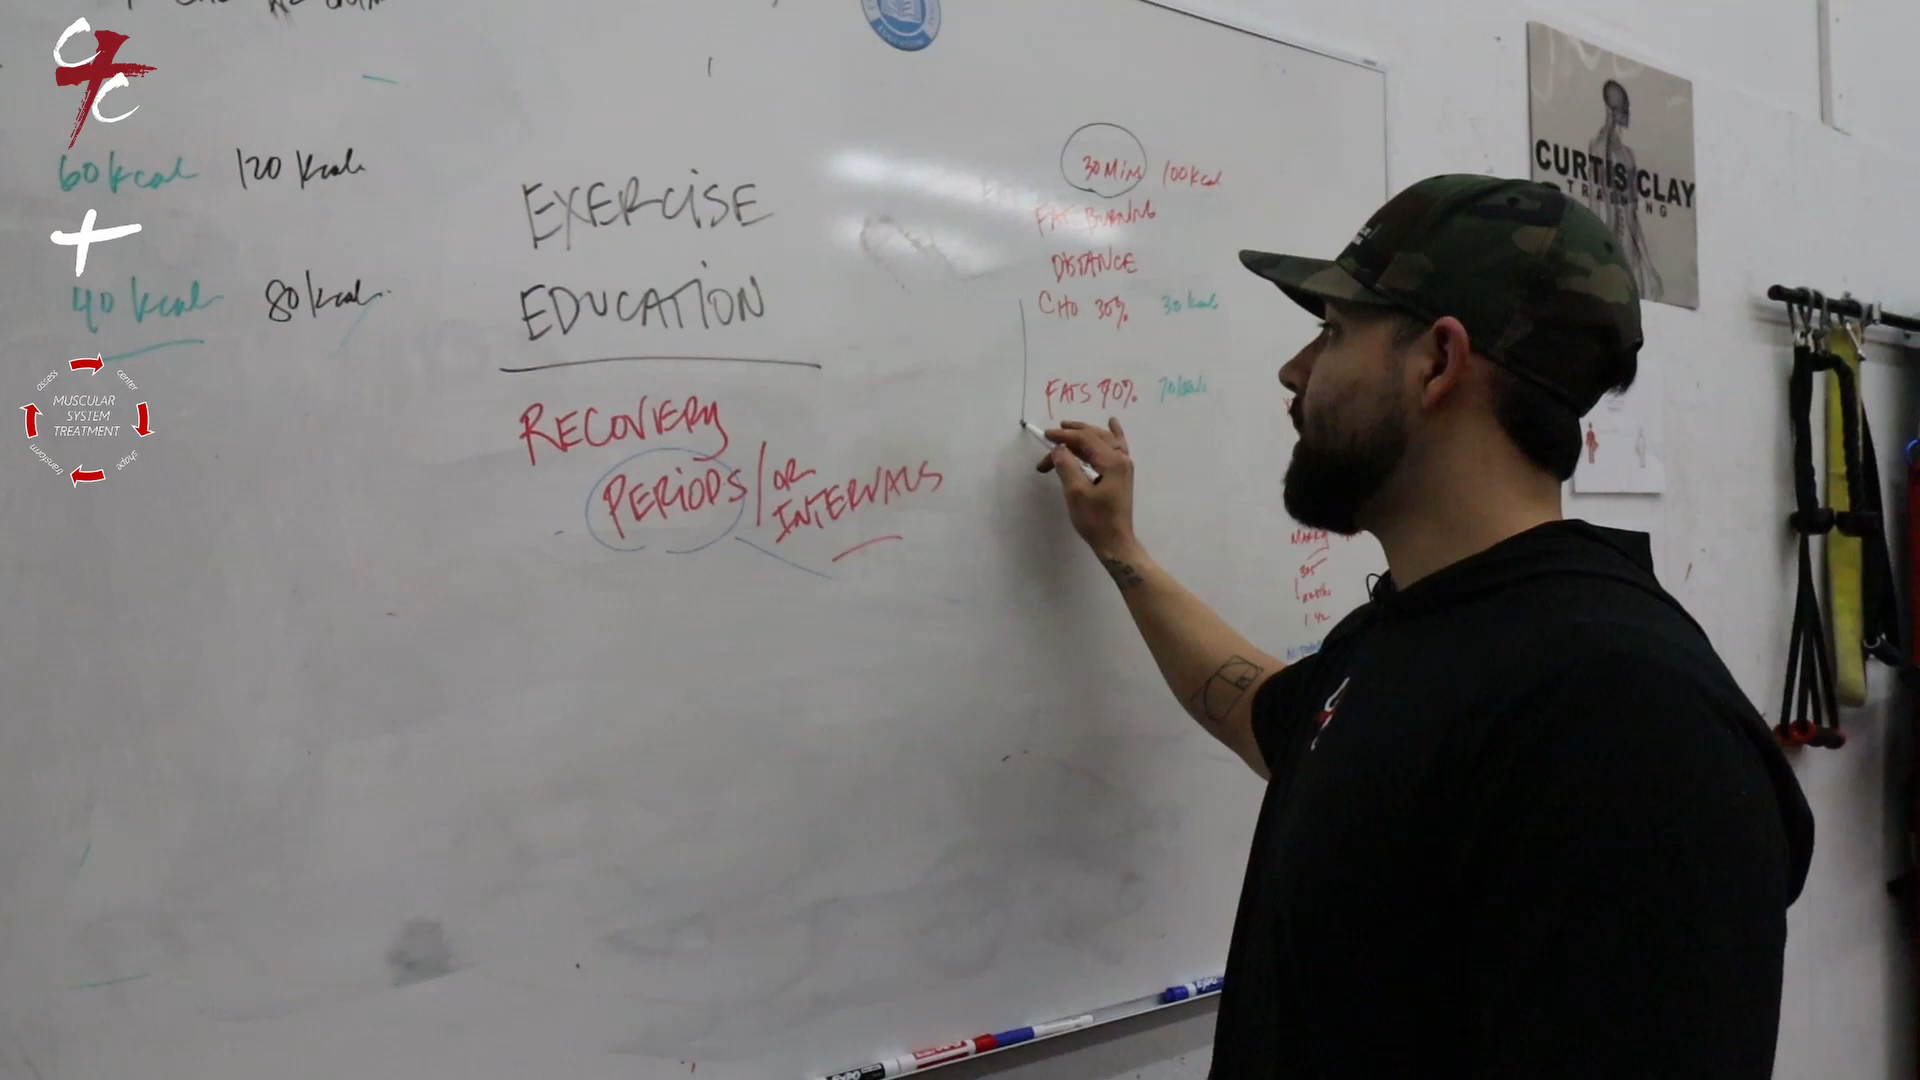 60 kcal 120 kcal
40 kcal 80 kcal
assess
center
MUSCULAR
SYSTEM
TREATMENT
transform
shape
EXERCISE
EDUCATION
RECOVERY
PERIODS / OR
INTERVALS
EDUCATION
30 Mins 100 kcal
FAT BURNING
DISTANCE
CHO 30% 30 kcal
FATS 70% 70 kcal
CURTIS CLAY
TRAINING
EXPO